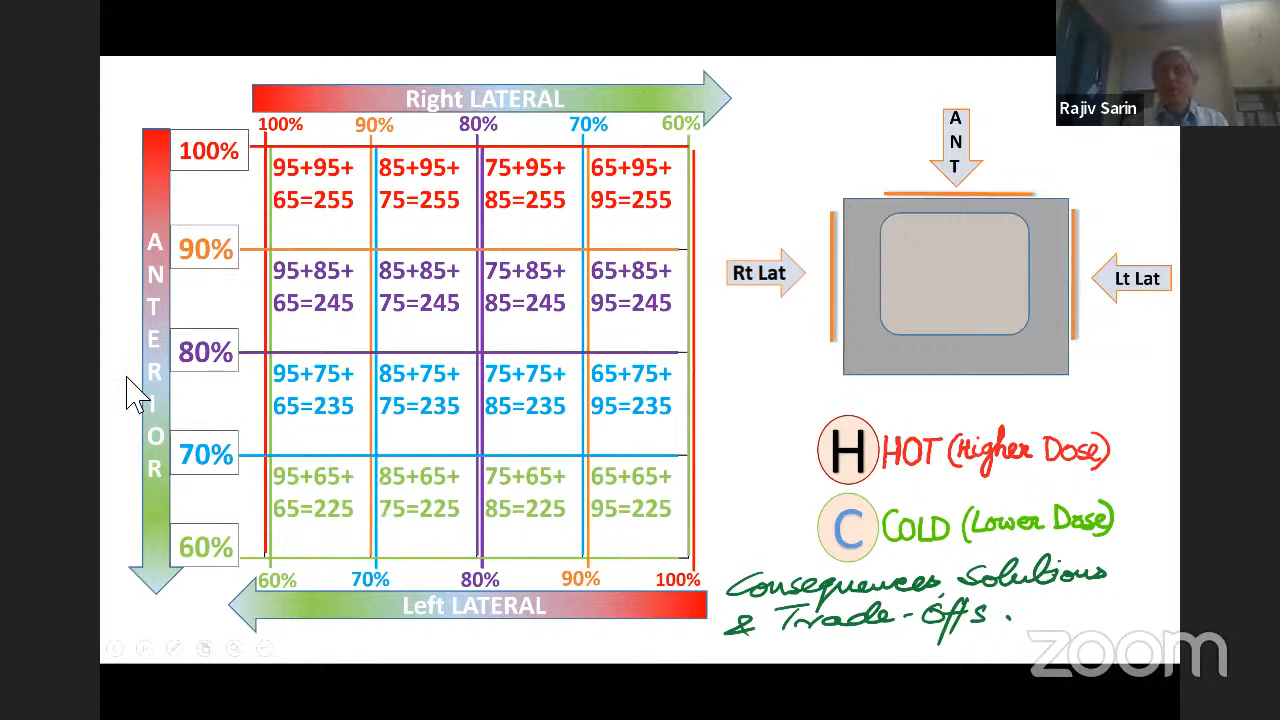 Rajiv Sarin
Right LATERAL
100% 90% 80% 70% 60%
ANTERIOR
100%
95+95+ 85+95+ 75+95+ 65+95+
65=255 75=255 85=255 95=255
90%
95+85+ 85+85+ 75+85+ 65+85+
65=245 75=245 85=245 95=245
80%
95+75+ 85+75+ 75+75+ 65+75+
65=235 75=235 85=235 95=235
70%
95+65+ 85+65+ 75+65+ 65+65+
65=225 75=225 85=225 95=225
60%
60% 70% 80% 90% 100%
Left LATERAL
ANT
Rt Lat
Lt Lat
H HOT (Higher Dose)
C COLD (Lower Dose)
Consequences, Solutions
& Trade-offs.
zoom